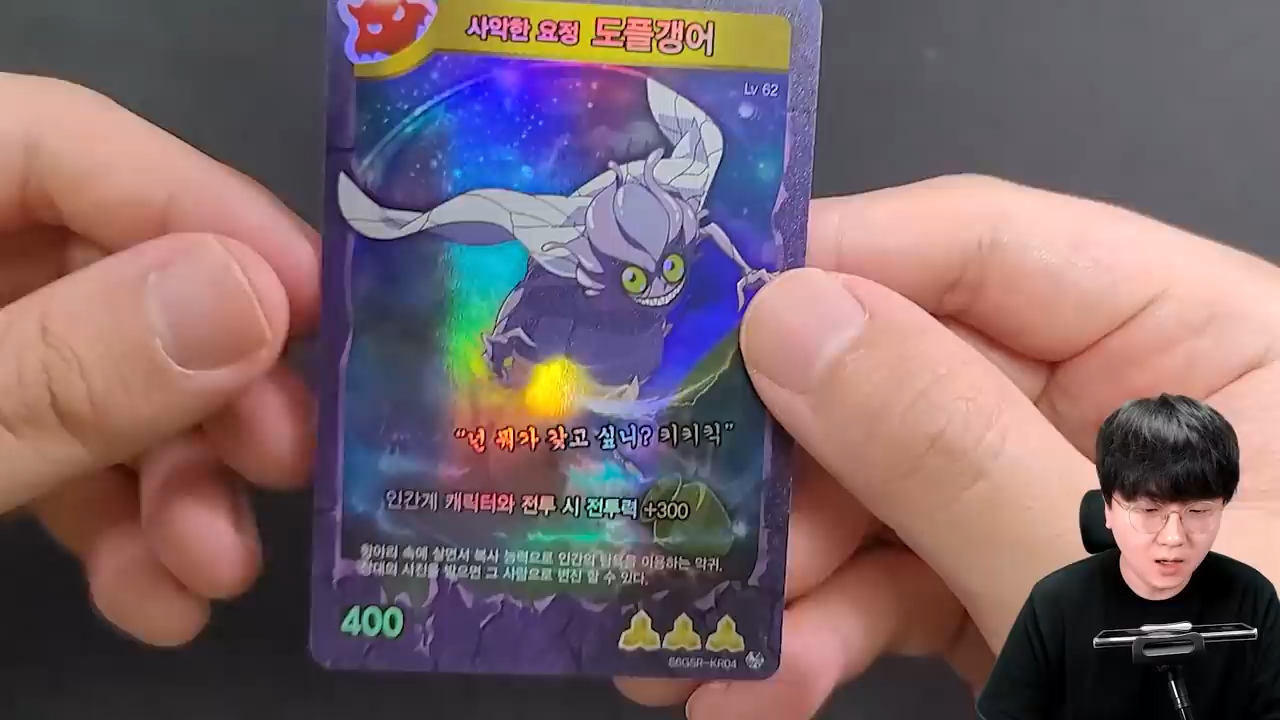 사악한 요정 도플갱어
Lv 62
"넌 뭐가 갖고 싶니? 키키킥"
인간계 캐릭터와 전투 시 전투력 +300
항아리 속에 살면서 복사 능력으로 인간의 탐욕을 이용하는 악귀.
상대의 사진을 찍으면 그 사람으로 변신 할 수 있다.
400
S6G5R-KR04